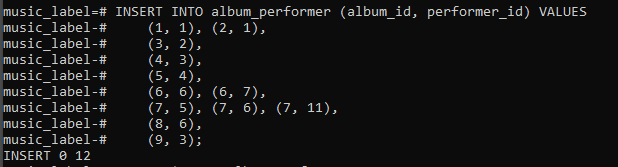 music_label=# INSERT INTO album_performer (album_id, performer_id) VALUES
music_label-#     (1, 1), (2, 1),
music_label-#     (3, 2),
music_label-#     (4, 3),
music_label-#     (5, 4),
music_label-#     (6, 6), (6, 7),
music_label-#     (7, 5), (7, 6), (7, 11),
music_label-#     (8, 6),
music_label-#     (9, 3);
INSERT 0 12